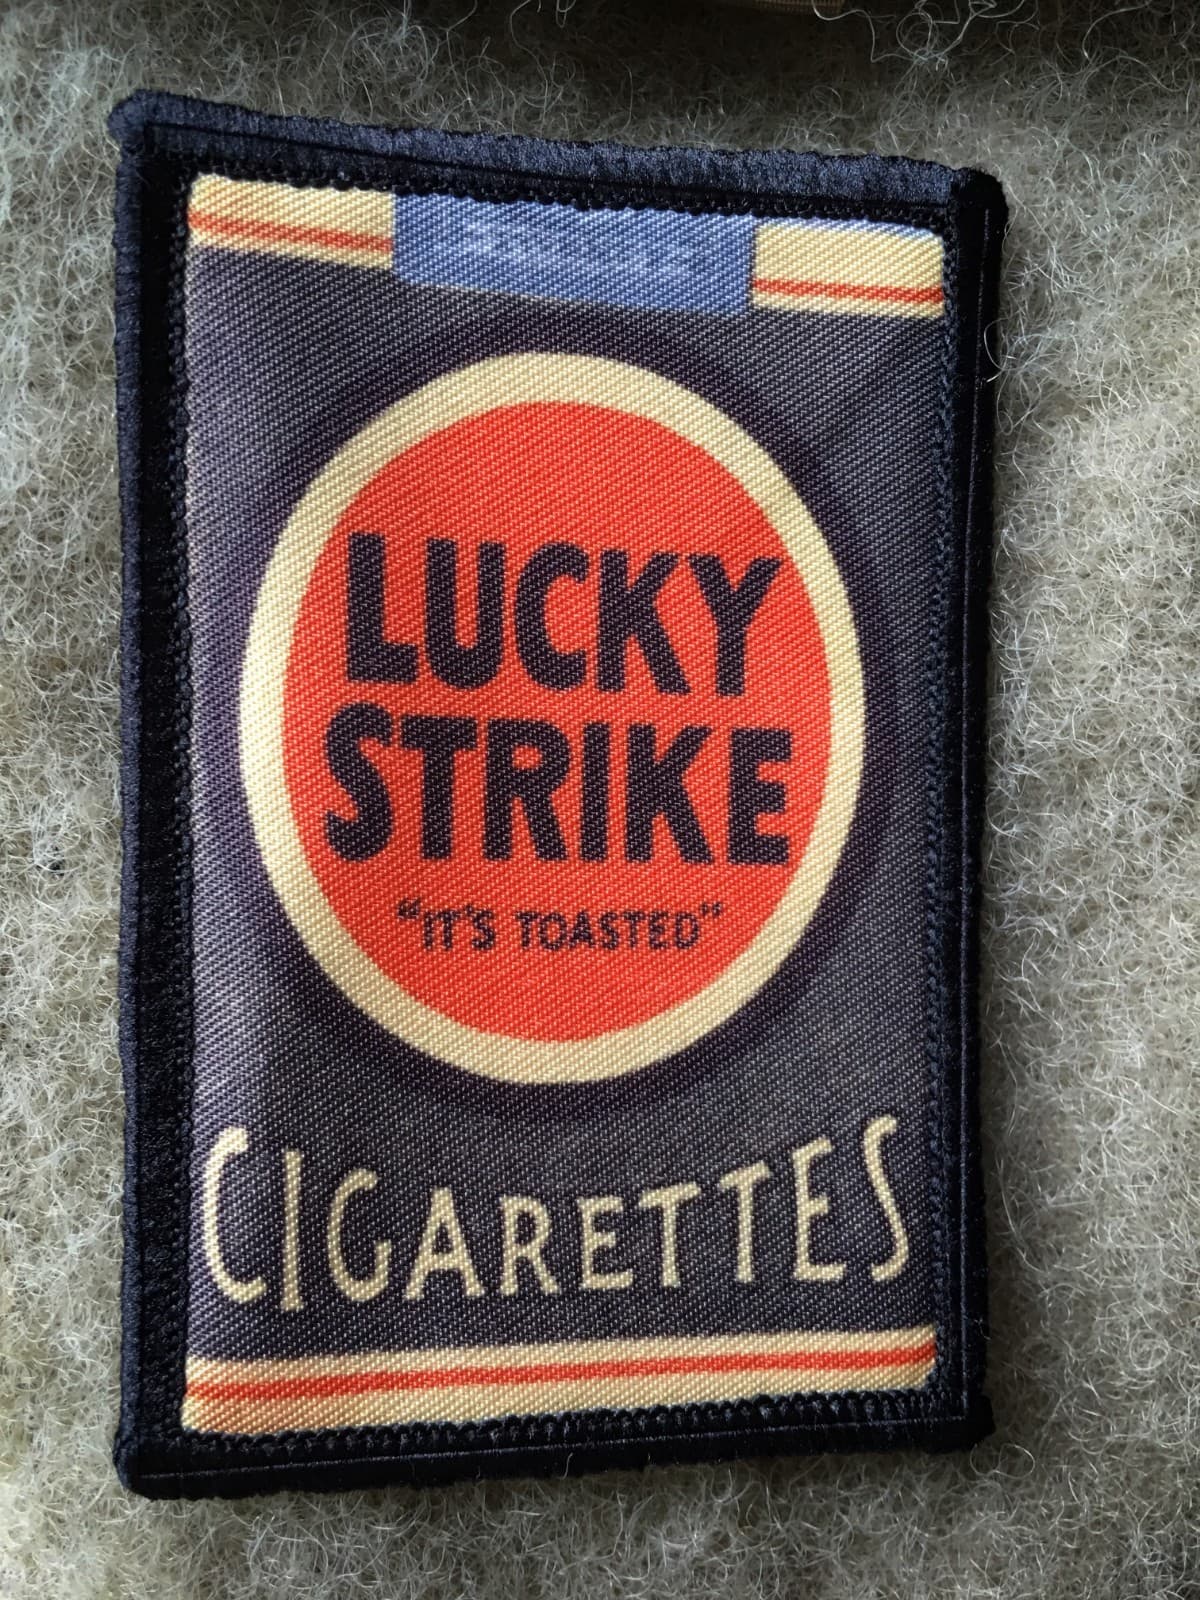 LUCKY
STRIKE
"IT'S TOASTED"
CIGARETTES